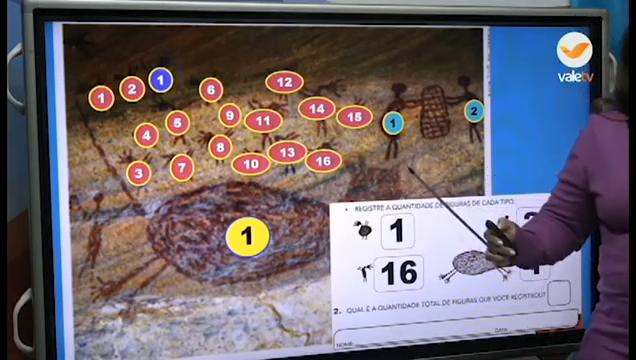 valetv
1 2 1 6 12
4 5 9 11 14 15 1 2
3 7 8 10 13 16
1
• REGISTRE A QUANTIDADE DE FIGURAS DE CADA TIPO.
1
16
2. QUAL É A QUANTIDADE TOTAL DE FIGURAS QUE VOCÊ REGISTROU?
NOME:
DATA